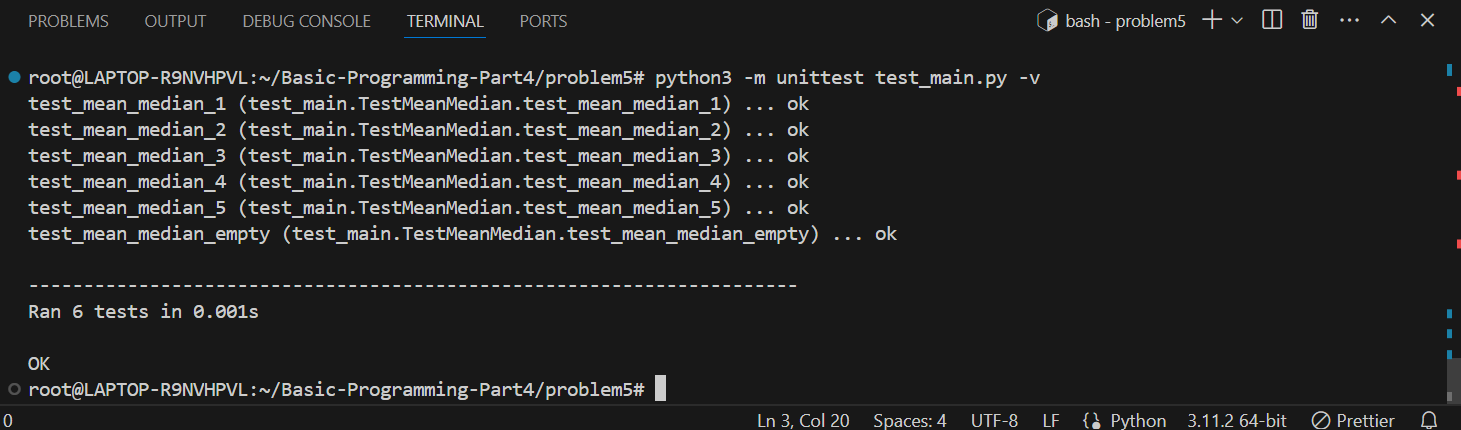 PROBLEMS OUTPUT DEBUG CONSOLE TERMINAL PORTS bash - problem5
root@LAPTOP-R9NVHPVL:~/Basic-Programming-Part4/problem5# python3 -m unittest test_main.py -v
test_mean_median_1 (test_main.TestMeanMedian.test_mean_median_1) ... ok
test_mean_median_2 (test_main.TestMeanMedian.test_mean_median_2) ... ok
test_mean_median_3 (test_main.TestMeanMedian.test_mean_median_3) ... ok
test_mean_median_4 (test_main.TestMeanMedian.test_mean_median_4) ... ok
test_mean_median_5 (test_main.TestMeanMedian.test_mean_median_5) ... ok
test_mean_median_empty (test_main.TestMeanMedian.test_mean_median_empty) ... ok
----------------------------------------------------------------------
Ran 6 tests in 0.001s
OK
root@LAPTOP-R9NVHPVL:~/Basic-Programming-Part4/problem5#
0 Ln 3, Col 20 Spaces: 4 UTF-8 LF Python 3.11.2 64-bit Prettier